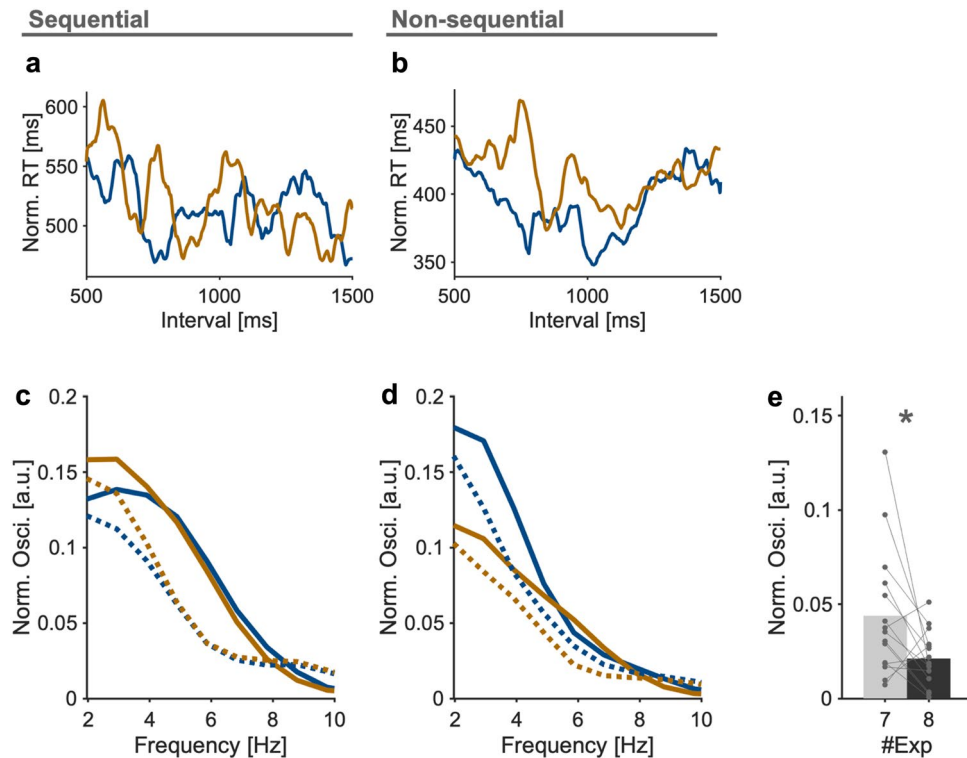 Sequential
Non-sequential
a
b
Norm. RT [ms]
600
550
500
500
1000
1500
Interval [ms]
Norm. RT [ms]
450
400
350
500
1000
1500
Interval [ms]
c
d
e
Norm. Osci. [a.u.]
0.2
0.15
0.1
0.05
0
2
4
6
8
10
Frequency [Hz]
Norm. Osci. [a.u.]
0.2
0.15
0.1
0.05
0
2
4
6
8
10
Frequency [Hz]
Norm. Osci. [a.u.]
0.15
0.1
0.05
0
*
7
8
#Exp